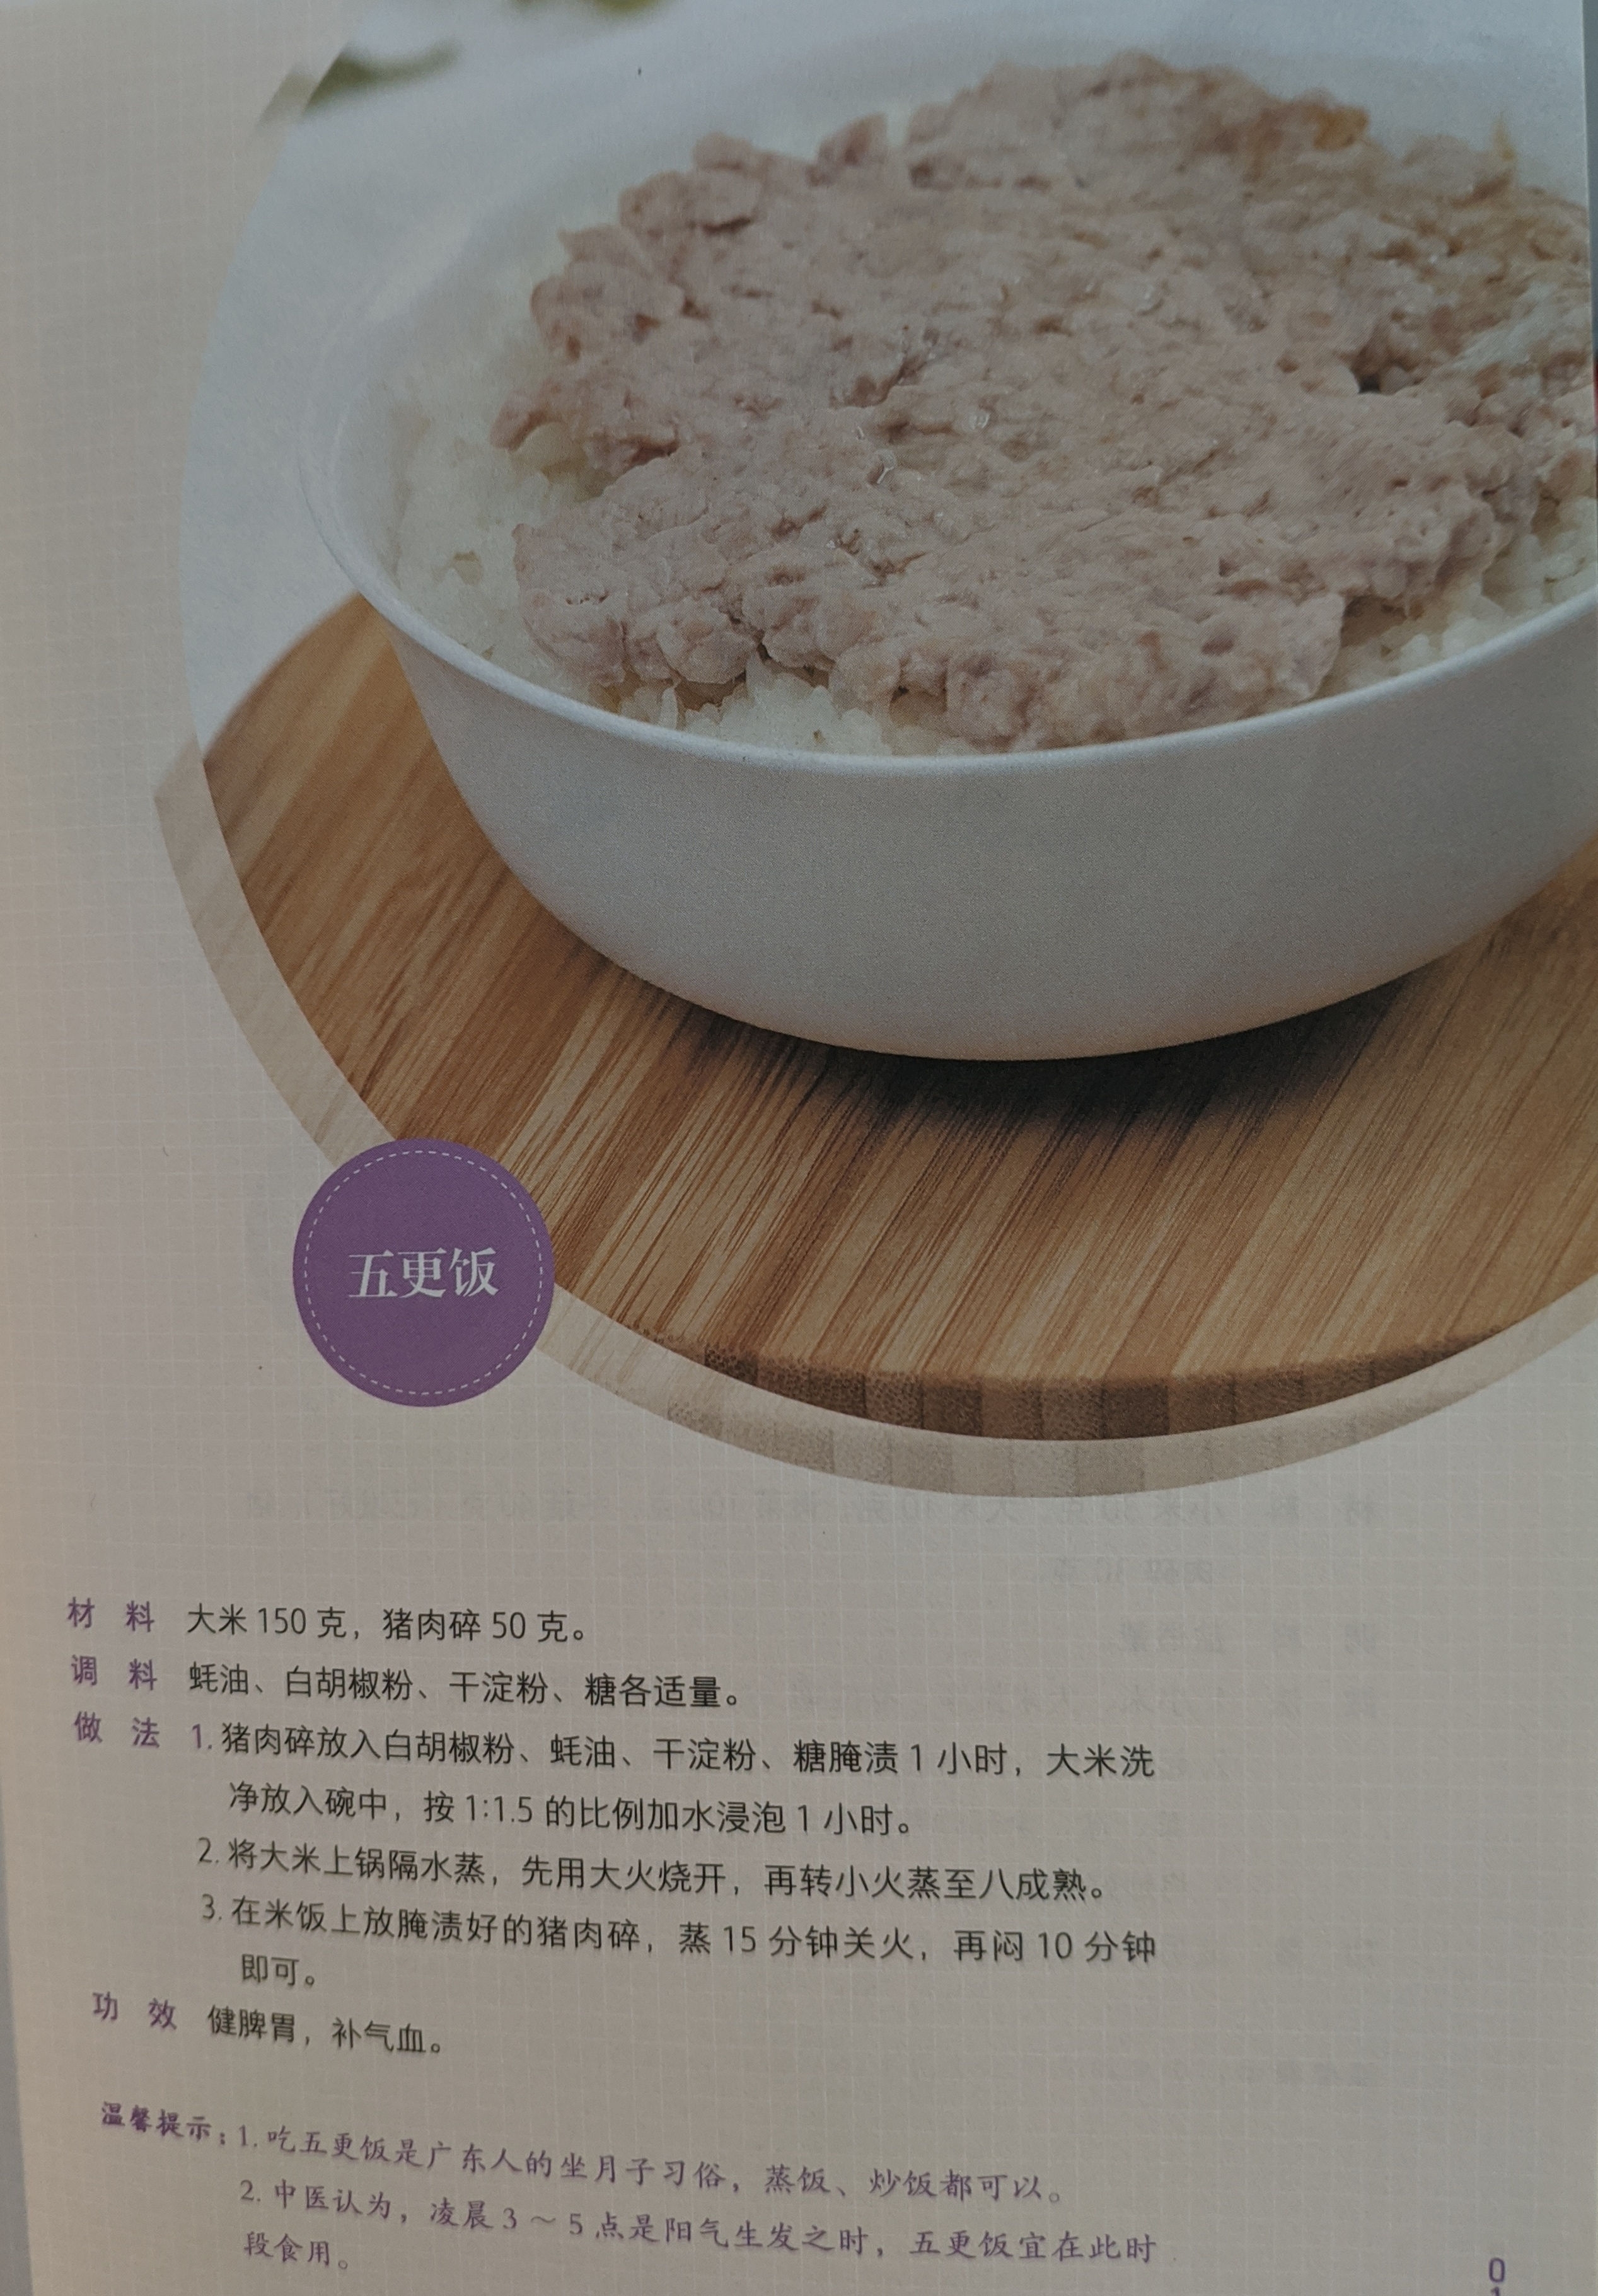 五更饭
材 料 大米 150 克，猪肉碎 50 克。
调 料 蚝油、白胡椒粉、干淀粉、糖各适量。
做 法 1. 猪肉碎放入白胡椒粉、蚝油、干淀粉、糖腌渍 1 小时，大米洗
净放入碗中，按 1:1.5 的比例加水浸泡 1 小时。
2. 将大米上锅隔水蒸，先用大火烧开，再转小火蒸至八成熟。
3. 在米饭上放腌渍好的猪肉碎，蒸 15 分钟关火，再闷 10 分钟
即可。
功 效 健脾胃，补气血。
温馨提示：1. 吃五更饭是广东人的坐月子习俗，蒸饭、炒饭都可以。
2. 中医认为，凌晨 3 ～ 5 点是阳气生发之时，五更饭宜在此时
段食用。